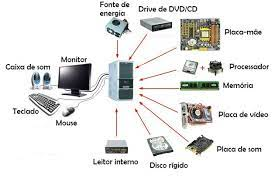 Fonte de
energia
Drive de DVD/CD
Placa-mãe
Monitor
Caixa de som
Processador
Memória
Teclado
Mouse
Placa de vídeo
Leitor interno
Disco rígido
Placa de som